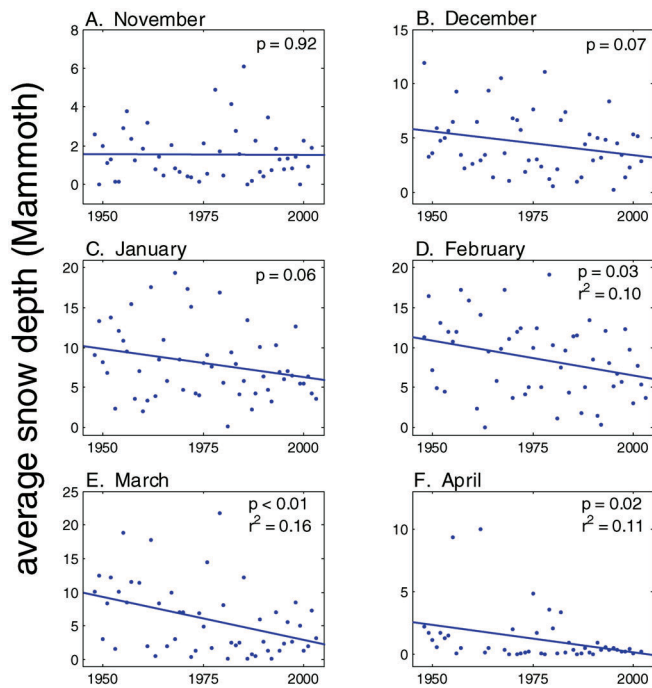 average snow depth (Mammoth)
A. November
p = 0.92
8
6
4
2
0
1950 1975 2000
B. December
p = 0.07
15
10
5
0
1950 1975 2000
C. January
p = 0.06
20
15
10
5
0
1950 1975 2000
D. February
p = 0.03
r² = 0.10
20
15
10
5
0
1950 1975 2000
E. March
p < 0.01
r² = 0.16
25
20
15
10
5
0
1950 1975 2000
F. April
p = 0.02
r² = 0.11
10
5
0
1950 1975 2000